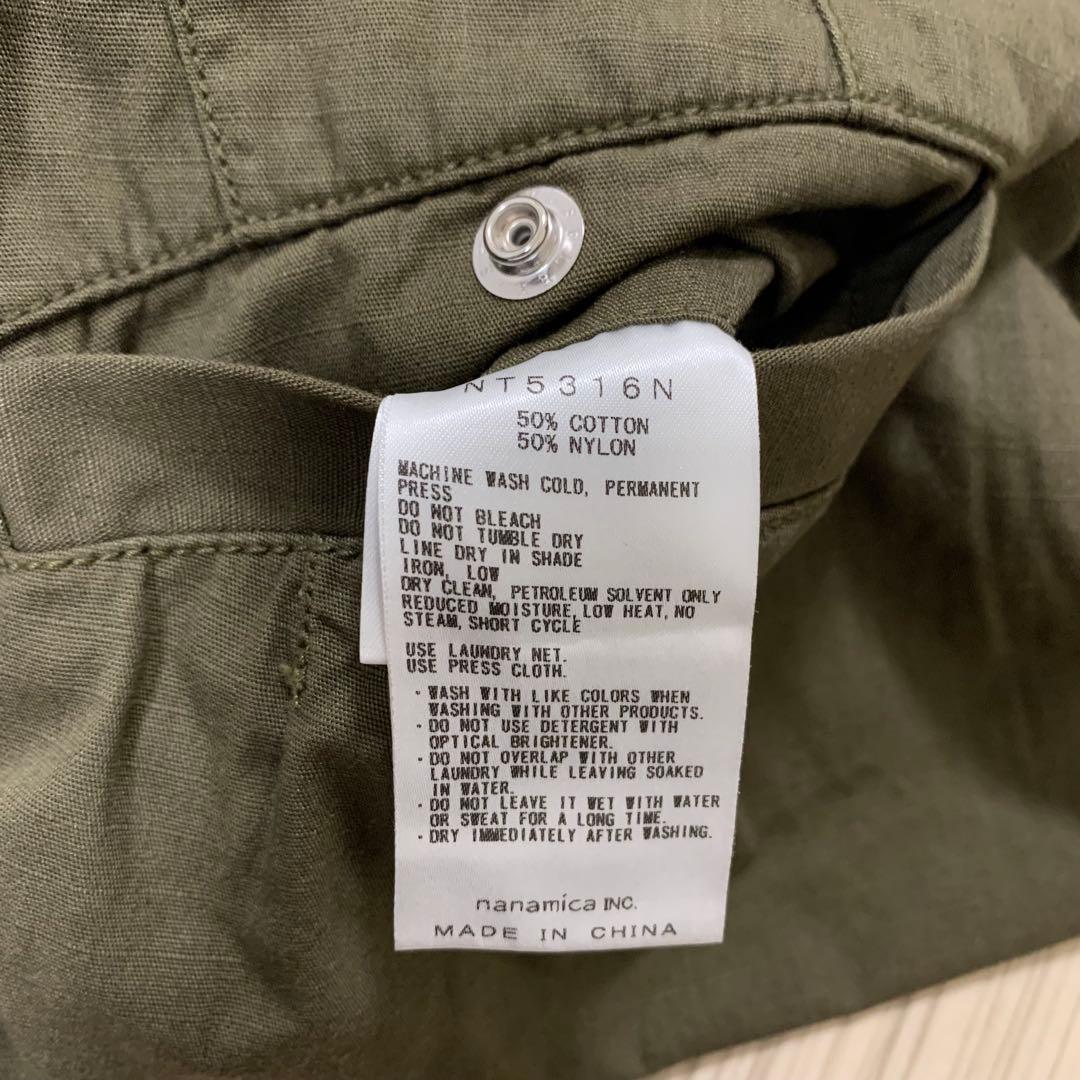 NT5316N
50% COTTON
50% NYLON
MACHINE WASH COLD, PERMANENT
PRESS
DO NOT BLEACH
DO NOT TUMBLE DRY
LINE DRY IN SHADE
IRON, LOW
DRY CLEAN, PETROLEUM SOLVENT ONLY
REDUCED MOISTURE, LOW HEAT, NO
STEAM, SHORT CYCLE
USE LAUNDRY NET.
USE PRESS CLOTH.
· WASH WITH LIKE COLORS WHEN
WASHING WITH OTHER PRODUCTS.
· DO NOT USE DETERGENT WITH
OPTICAL BRIGHTENER.
· DO NOT OVERLAP WITH OTHER
LAUNDRY WHILE LEAVING SOAKED
IN WATER.
· DO NOT LEAVE IT WET WITH WATER
OR SWEAT FOR A LONG TIME.
· DRY IMMEDIATELY AFTER WASHING.
nanamica INC.
MADE IN CHINA